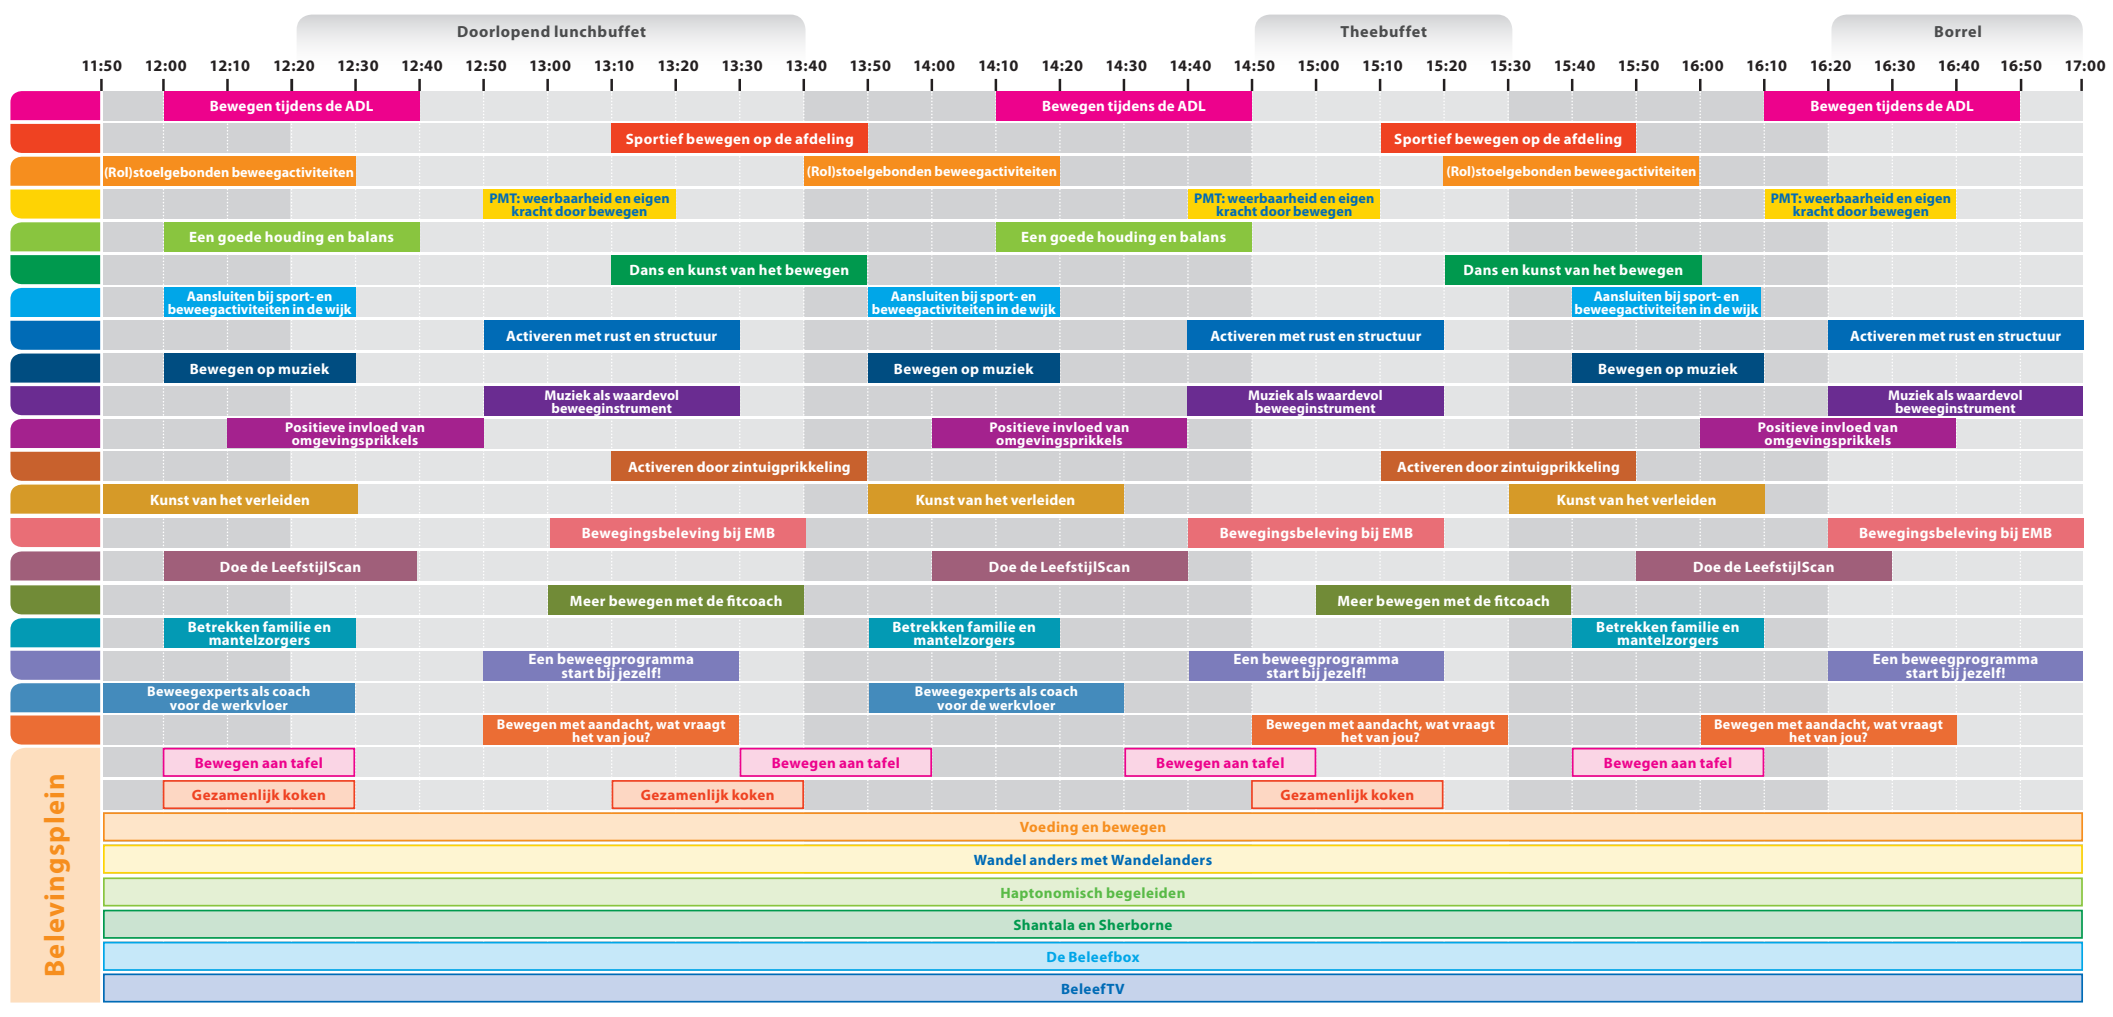 Doorlopend lunchbuffet Theebuffet Borrel
11:50 12:00 12:10 12:20 12:30 12:40 12:50 13:00 13:10 13:20 13:30 13:40 13:50 14:00 14:10 14:20 14:30 14:40 14:50 15:00 15:10 15:20 15:30 15:40 15:50 16:00 16:10 16:20 16:30 16:40 16:50 17:00
Bewegen tijdens de ADL Bewegen tijdens de ADL Bewegen tijdens de ADL
Sportief bewegen op de afdeling Sportief bewegen op de afdeling
(Rol)stoelgebonden beweegactiviteiten (Rol)stoelgebonden beweegactiviteiten (Rol)stoelgebonden beweegactiviteiten
PMT: weerbaarheid en eigen PMT: weerbaarheid en eigen PMT: weerbaarheid en eigen
kracht door bewegen kracht door bewegen kracht door bewegen
Een goede houding en balans Een goede houding en balans
Dans en kunst van het bewegen Dans en kunst van het bewegen
Aansluiten bij sport- en Aansluiten bij sport- en Aansluiten bij sport- en
beweegactiviteiten in de wijk beweegactiviteiten in de wijk beweegactiviteiten in de wijk
Activeren met rust en structuur Activeren met rust en structuur Activeren met rust en structuur
Bewegen op muziek Bewegen op muziek Bewegen op muziek
Muziek als waardevol Muziek als waardevol Muziek als waardevol
beweeginstrument beweeginstrument beweeginstrument
Positieve invloed van Positieve invloed van Positieve invloed van
omgevingsprikkels omgevingsprikkels omgevingsprikkels
Activeren door zintuigprikkeling Activeren door zintuigprikkeling
Kunst van het verleiden Kunst van het verleiden Kunst van het verleiden
Bewegingsbeleving bij EMB Bewegingsbeleving bij EMB Bewegingsbeleving bij EMB
Doe de LeefstijlScan Doe de LeefstijlScan Doe de LeefstijlScan
Meer bewegen met de fitcoach Meer bewegen met de fitcoach
Betrekken familie en Betrekken familie en Betrekken familie en
mantelzorgers mantelzorgers mantelzorgers
Een beweegprogramma Een beweegprogramma Een beweegprogramma
start bij jezelf! start bij jezelf! start bij jezelf!
Beweegexperts als coach Beweegexperts als coach
voor de werkvloer voor de werkvloer
Bewegen met aandacht, wat vraagt Bewegen met aandacht, wat vraagt Bewegen met aandacht, wat vraagt
het van jou? het van jou? het van jou?
Belevingsplein
Bewegen aan tafel Bewegen aan tafel Bewegen aan tafel Bewegen aan tafel
Gezamenlijk koken Gezamenlijk koken Gezamenlijk koken
Voeding en bewegen
Wandel anders met Wandelanders
Haptonomisch begeleiden
Shantala en Sherborne
De Beleefbox
BeleefTV